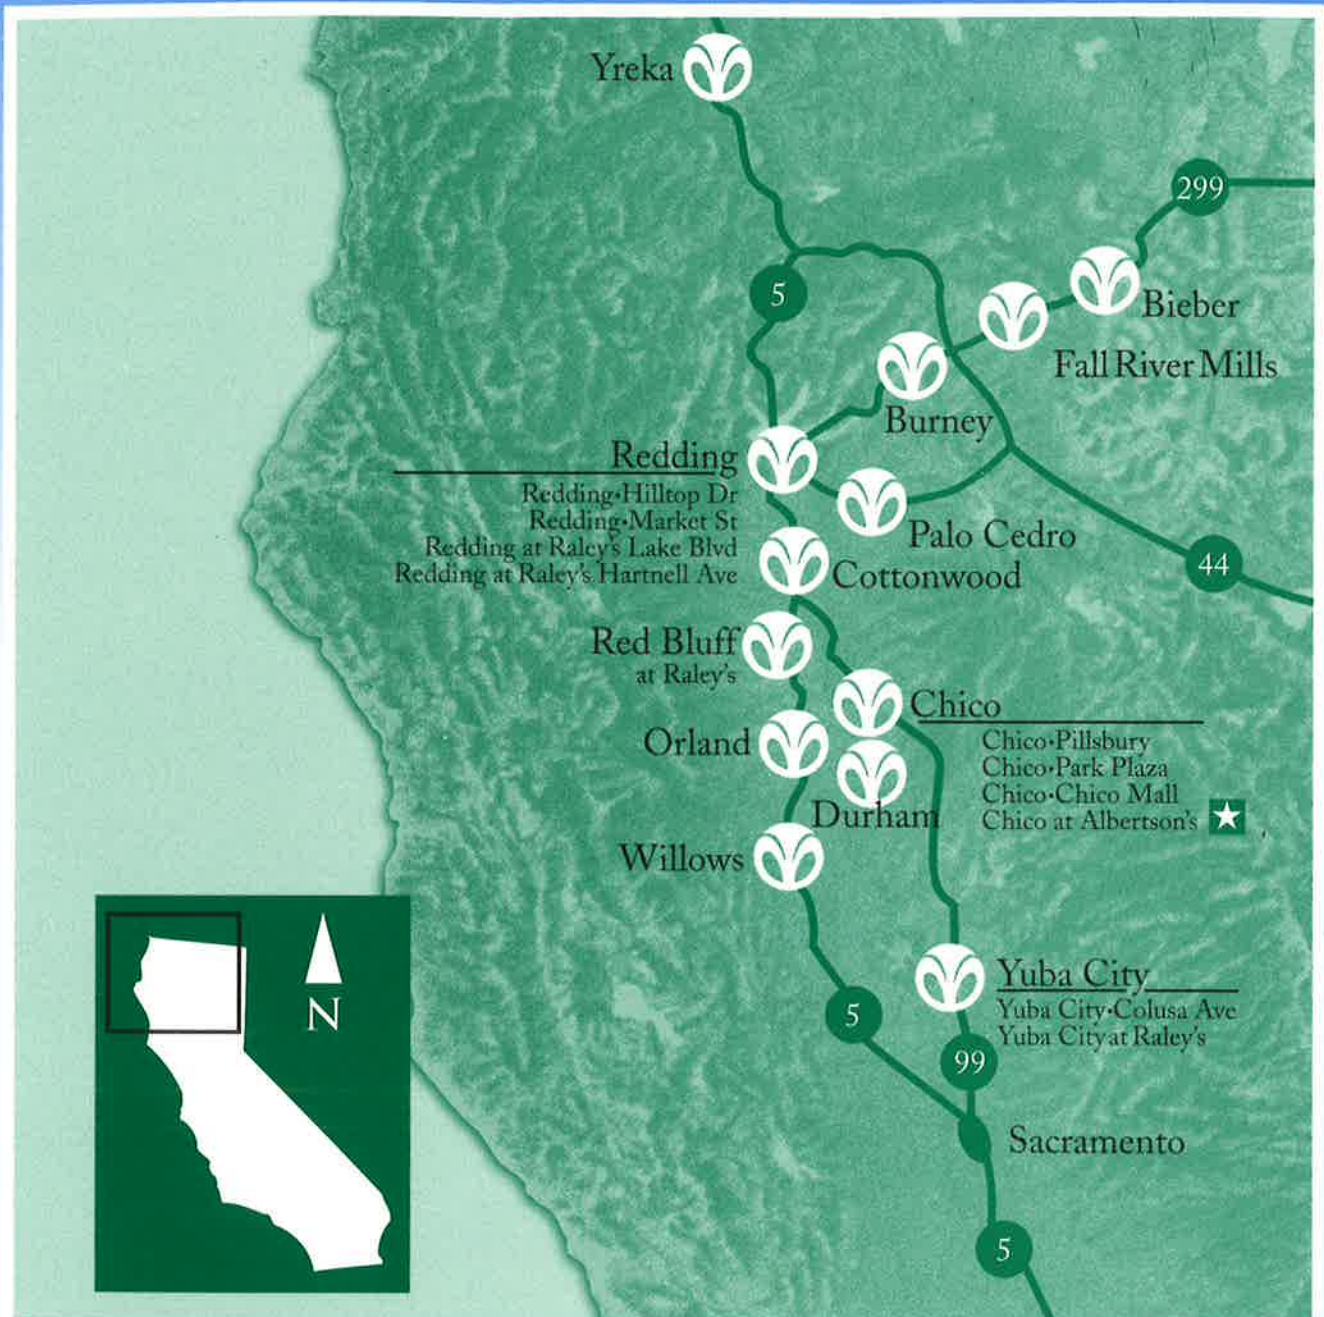 Yreka
299
5
Bieber
Fall River Mills
Burney
Redding
Redding•Hilltop Dr
Redding•Market St
Redding at Raley's Lake Blvd
Redding at Raley's Hartnell Ave
Palo Cedro
Cottonwood
44
Red Bluff
at Raley's
Chico
Chico•Pillsbury
Chico•Park Plaza
Chico•Chico Mall
Chico at Albertson's
Orland
Durham
Willows
N
Yuba City
Yuba City•Colusa Ave
Yuba City at Raley's
5
99
Sacramento
5